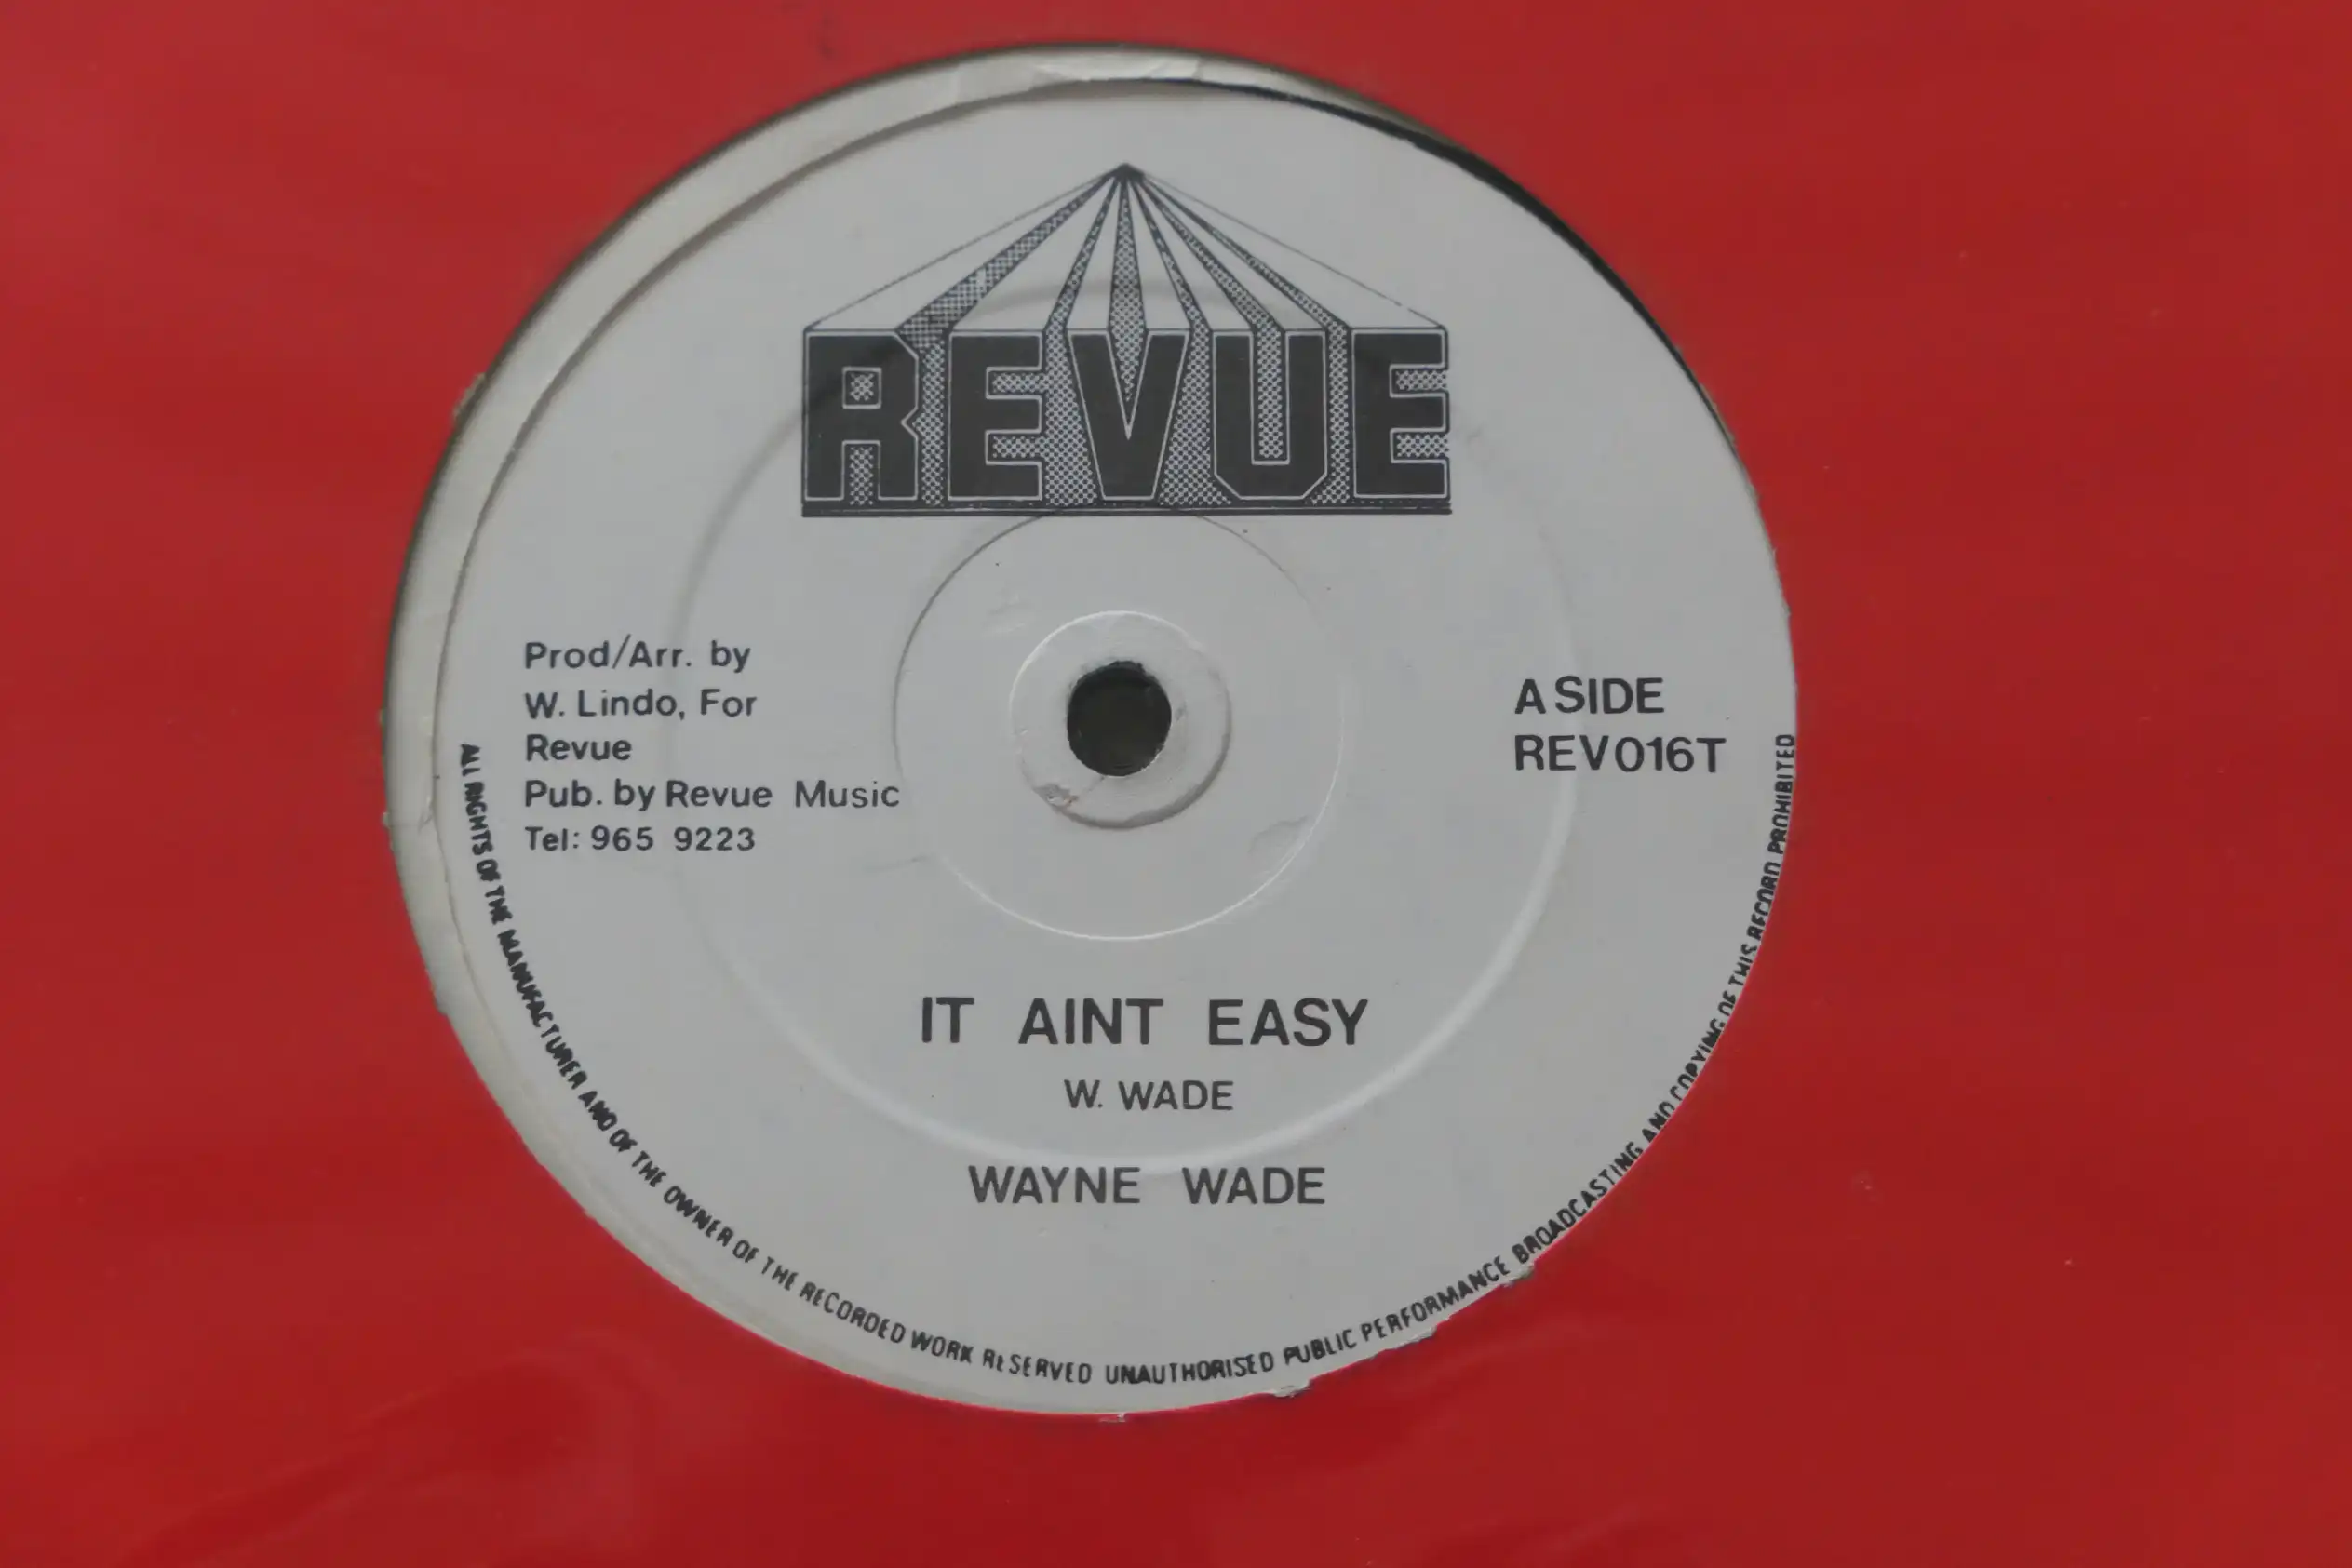 REVUE
Prod/Arr. by
W. Lindo, For
Revue
Pub. by Revue Music
Tel: 965 9223
A SIDE
REV016T
IT AINT EASY
W. WADE
WAYNE WADE
ALL RIGHTS OF THE MANUFACTURER AND OF THE OWNER OF THE RECORDED WORK RESERVED UNAUTHORISED PUBLIC PERFORMANCE BROADCASTING AND COPYING OF THIS RECORD PROHIBITED